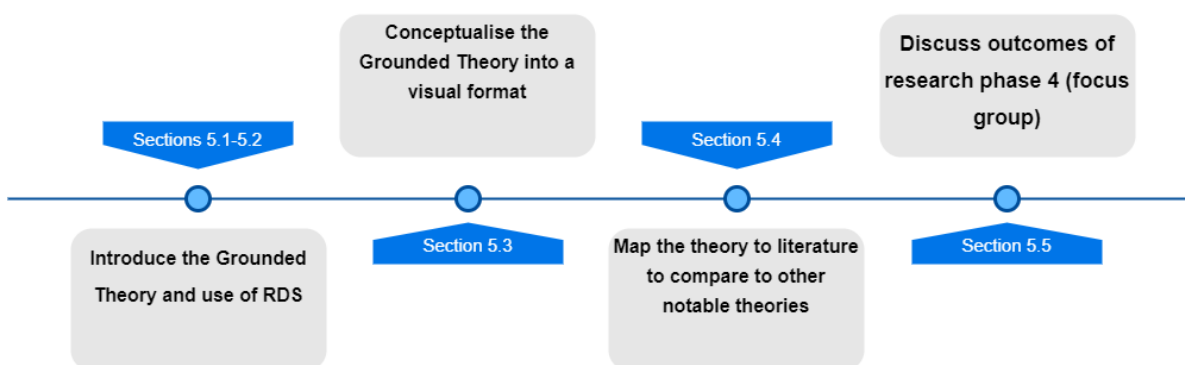 Sections 5.1-5.2
Introduce the Grounded
Theory and use of RDS
Conceptualise the
Grounded Theory into a
visual format
Section 5.3
Section 5.4
Map the theory to literature
to compare to other
notable theories
Discuss outcomes of
research phase 4 (focus
group)
Section 5.5